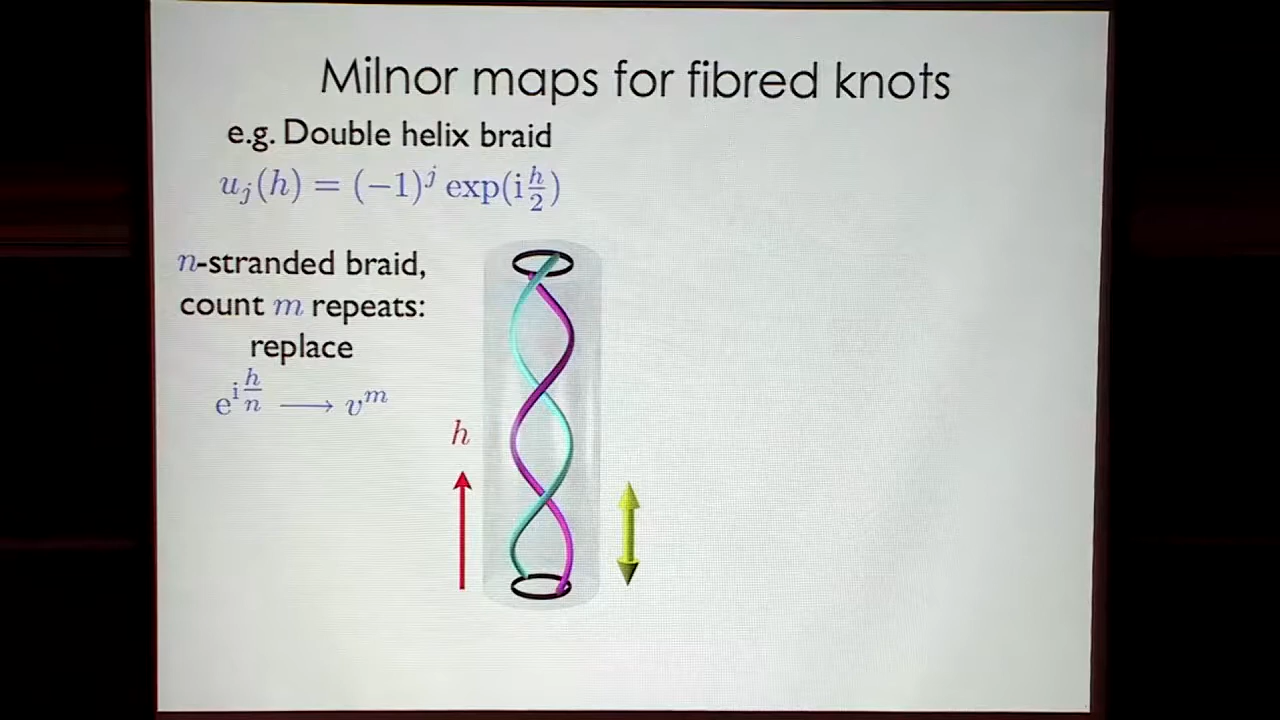 Milnor maps for fibred knots
e.g. Double helix braid
u_j(h) = (−1)^j exp(i h/2)
n-stranded braid,
count m repeats:
replace
e^{i h/n} ⟶ v^m
h